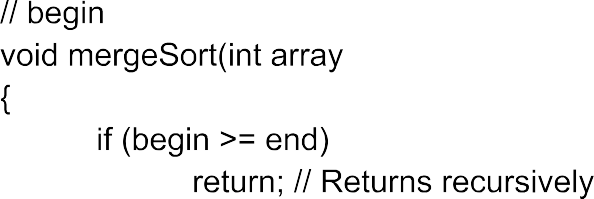 // begin
void mergeSort(int array
{
if (begin >= end)
return; // Returns recursively